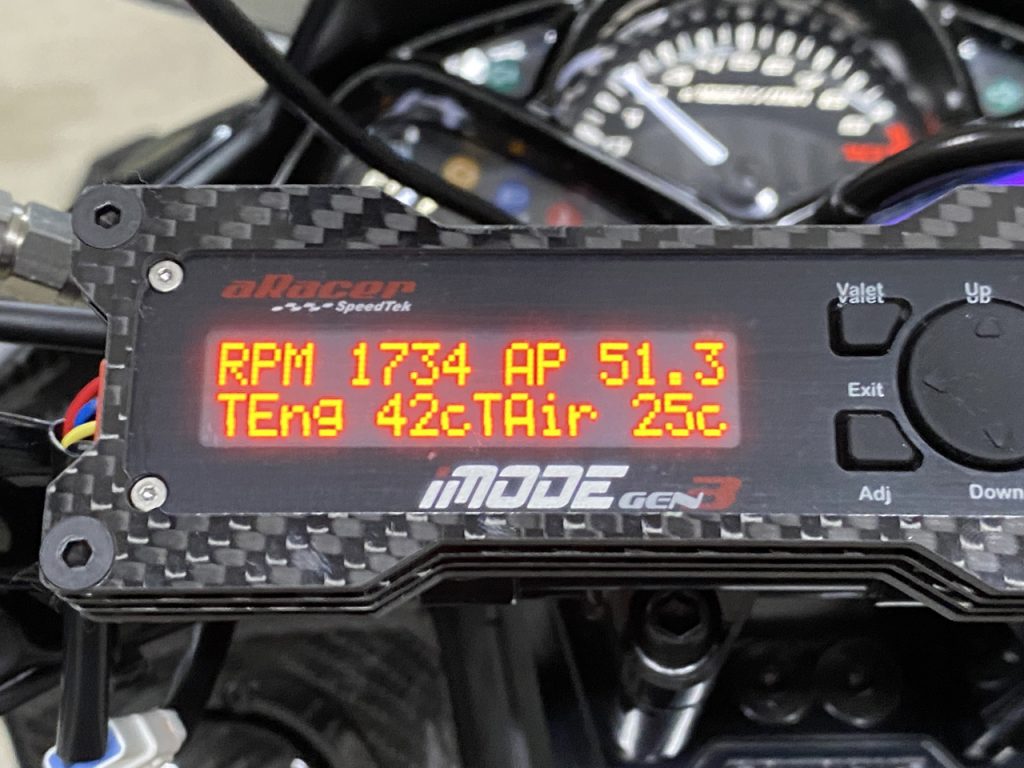 aRacer
SpeedTek
RPM 1734 AP 51.3
TEng 42cTAir 25c
iMODE GEN3
Valet
Up
Exit
Adj
Down